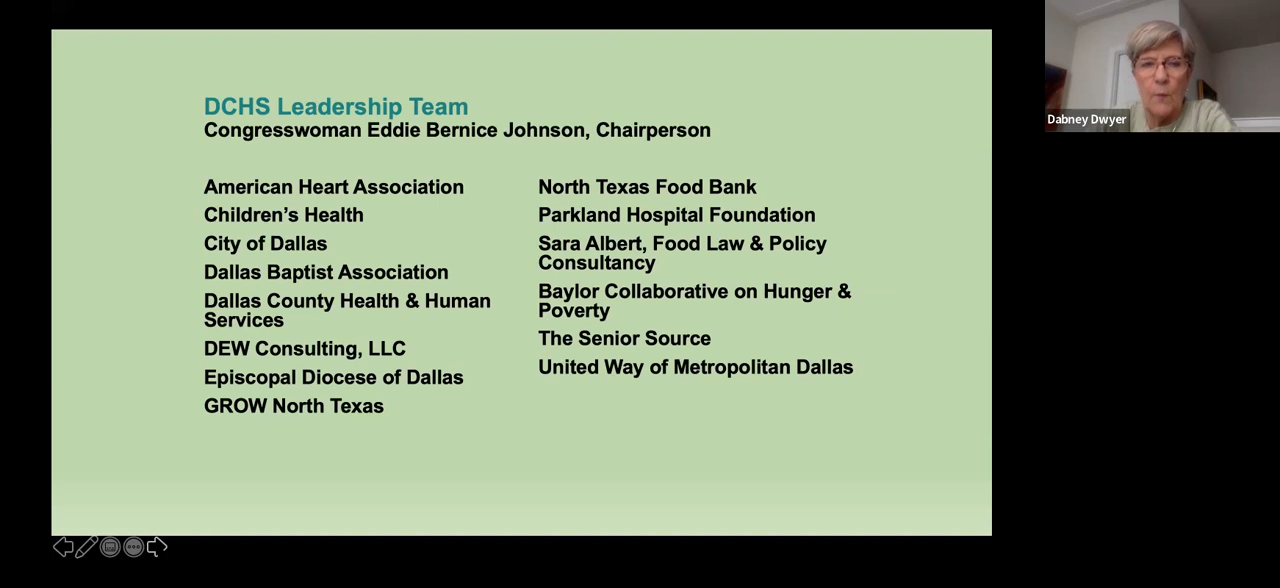 DCHS Leadership Team
Congresswoman Eddie Bernice Johnson, Chairperson
American Heart Association
Children’s Health
City of Dallas
Dallas Baptist Association
Dallas County Health & Human
Services
DEW Consulting, LLC
Episcopal Diocese of Dallas
GROW North Texas
North Texas Food Bank
Parkland Hospital Foundation
Sara Albert, Food Law & Policy
Consultancy
Baylor Collaborative on Hunger &
Poverty
The Senior Source
United Way of Metropolitan Dallas
Dabney Dwyer